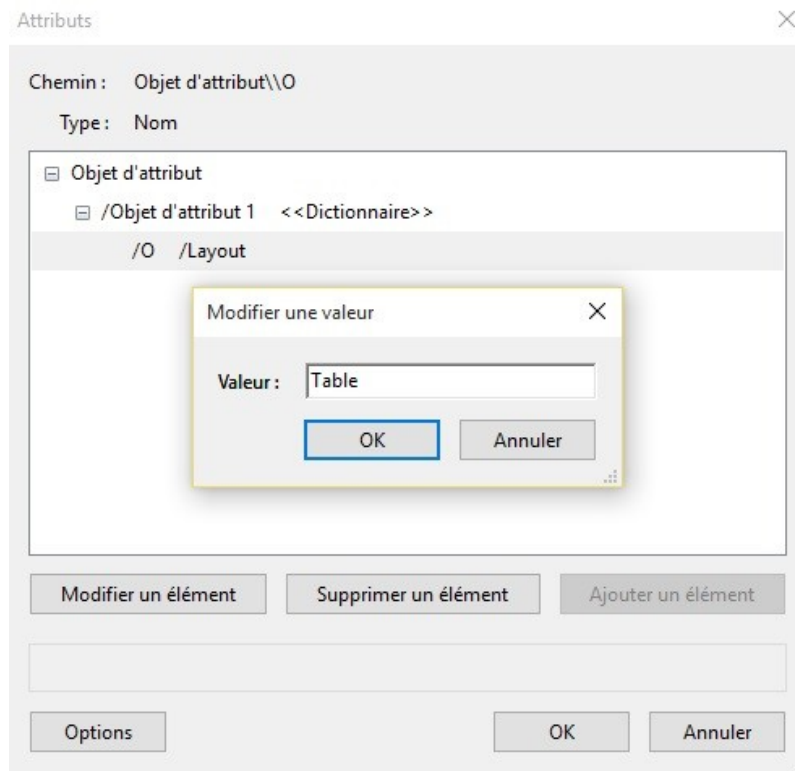 Attributs
Chemin : Objet d'attribut\\O
Type : Nom
Objet d'attribut
/Objet d'attribut 1 <<Dictionnaire>>
/O /Layout
Modifier une valeur
Valeur : Table
OK Annuler
Modifier un élément Supprimer un élément Ajouter un élément
Options OK Annuler